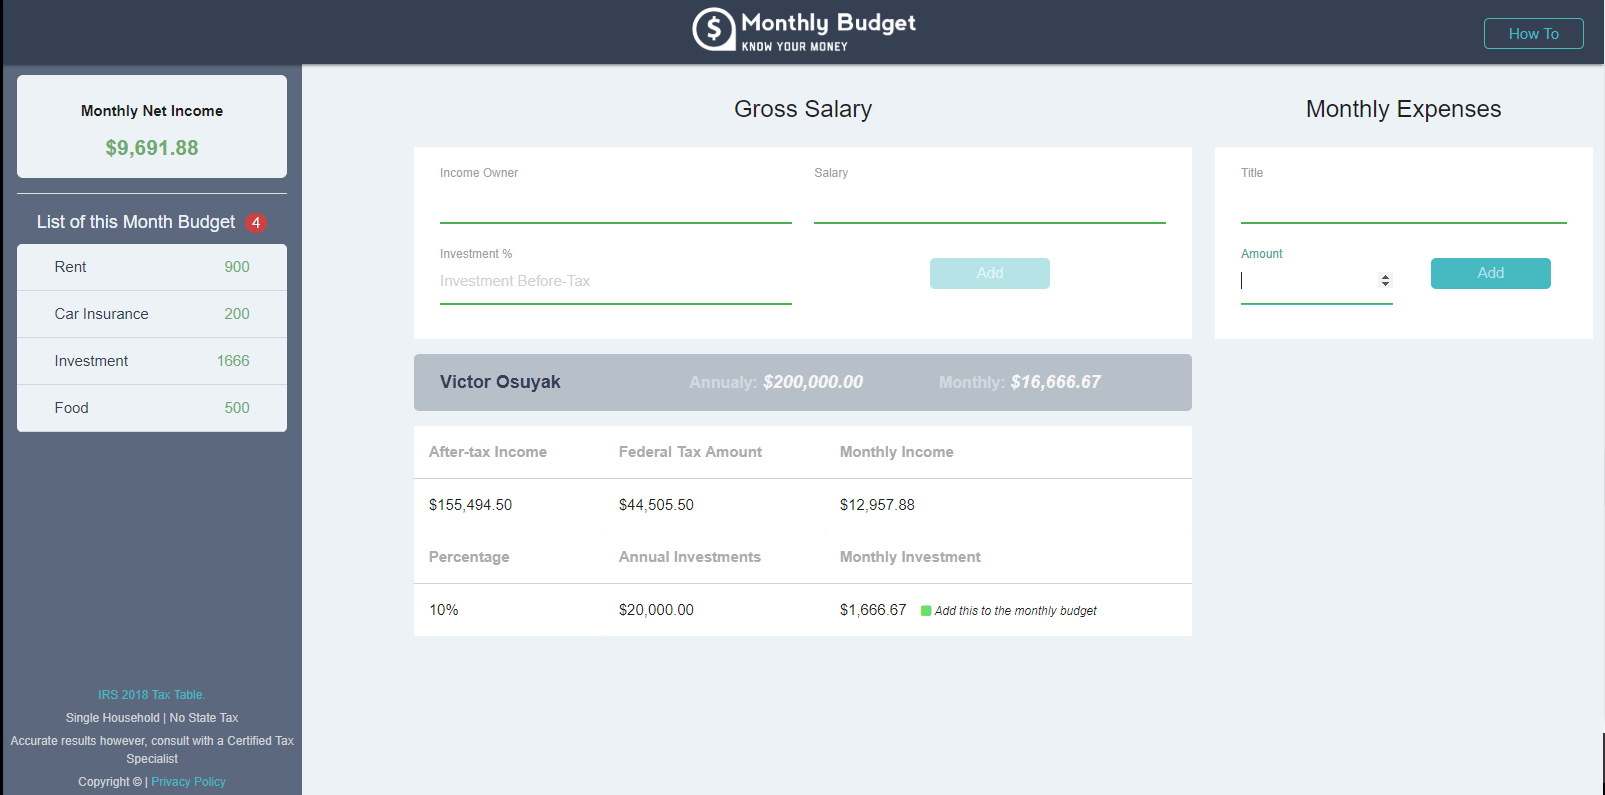 Monthly Budget
KNOW YOUR MONEY
How To
Monthly Net Income
$9,691.88
List of this Month Budget 4
Rent 900
Car Insurance 200
Investment 1666
Food 500
IRS 2018 Tax Table.
Single Household | No State Tax
Accurate results however, consult with a Certified Tax
Specialist
Copyright © | Privacy Policy
Gross Salary
Income Owner Salary
Investment %
Investment Before-Tax Add
Victor Osuyak Annualy: $200,000.00 Monthly: $16,666.67
After-tax Income Federal Tax Amount Monthly Income
$155,494.50 $44,505.50 $12,957.88
Percentage Annual Investments Monthly Investment
10% $20,000.00 $1,666.67 Add this to the monthly budget
Monthly Expenses
Title
Amount
Add